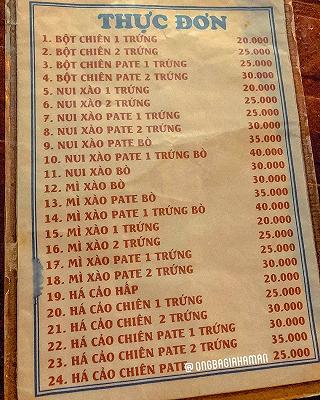 THỰC ĐƠN
1. BỘT CHIÊN 1 TRỨNG 20.000
2. BỘT CHIÊN 2 TRỨNG 25.000
3. BỘT CHIÊN PATE 1 TRỨNG 25.000
4. BỘT CHIÊN PATE 2 TRỨNG 30.000
5. NUI XÀO 1 TRỨNG 20.000
6. NUI XÀO 2 TRỨNG 25.000
7. NUI XÀO PATE 1 TRỨNG 25.000
8. NUI XÀO PATE 2 TRỨNG 30.000
9. NUI XÀO PATE BÒ 35.000
10. NUI XÀO PATE 1 TRỨNG BÒ 40.000
11. NUI XÀO BÒ 30.000
12. MÌ XÀO BÒ 30.000
13. MÌ XÀO PATE BÒ 35.000
14. MÌ XÀO PATE 1 TRỨNG BÒ 40.000
15. MÌ XÀO 1 TRỨNG 20.000
16. MÌ XÀO 2 TRỨNG 25.000
17. MÌ XÀO PATE 1 TRỨNG 25.000
18. MÌ XÀO PATE 2 TRỨNG 30.000
19. HÁ CẢO HẤP 20.000
20. HÁ CẢO CHIÊN 1 TRỨNG 25.000
21. HÁ CẢO CHIÊN 2 TRỨNG 30.000
22. HÁ CẢO CHIÊN PATE 1 TRỨNG 30.000
23. HÁ CẢO CHIÊN PATE 2 TRỨNG 35.000
24. HÁ CẢO CHIÊN PATE 25.000
@ONGBAGIAHAMAN